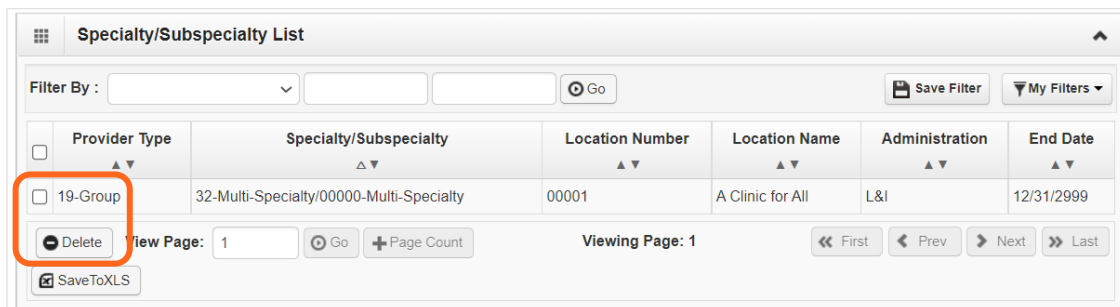 Specialty/Subspecialty List
Filter By : Go Save Filter My Filters
Provider Type Specialty/Subspecialty Location Number Location Name Administration End Date
19-Group 32-Multi-Specialty/00000-Multi-Specialty 00001 A Clinic for All L&I 12/31/2999
Delete View Page: 1 Go Page Count Viewing Page: 1 First Prev Next Last
SaveToXLS